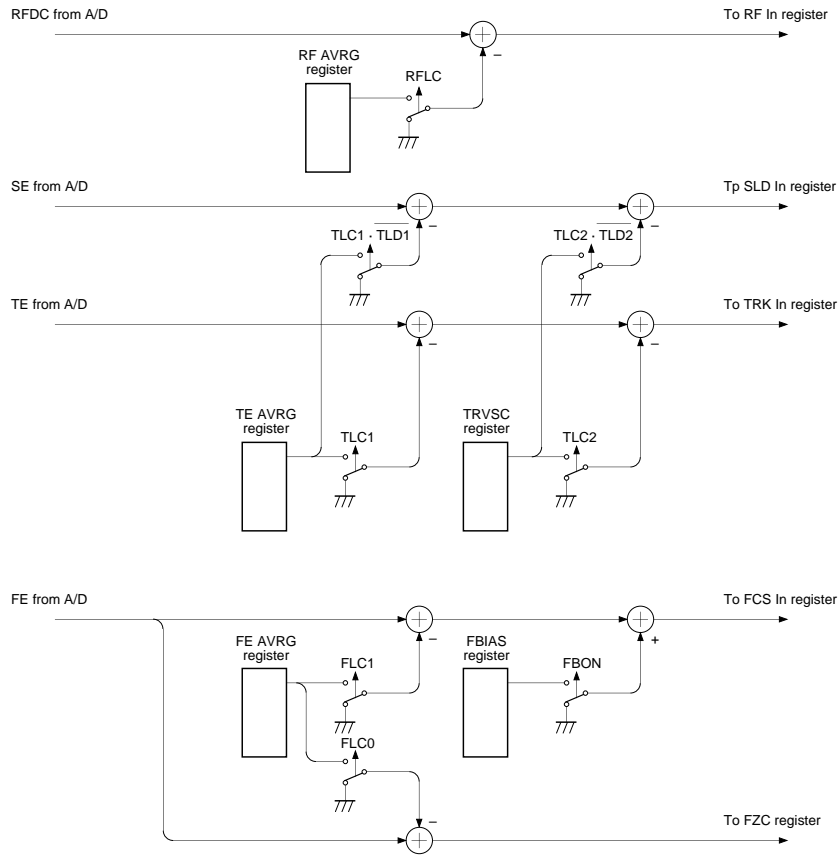 RFDC from A/D
To RF In register
–
RF AVRG
register
RFLC
SE from A/D
Tp SLD In register
–
–
TLC1 · T̅L̅D̅1̅
TLC2 · T̅L̅D̅2̅
TE from A/D
To TRK In register
–
–
TE AVRG
register
TLC1
TRVSC
register
TLC2
FE from A/D
To FCS In register
–
+
FE AVRG
register
FLC1
FBIAS
register
FBON
FLC0
–
To FZC register